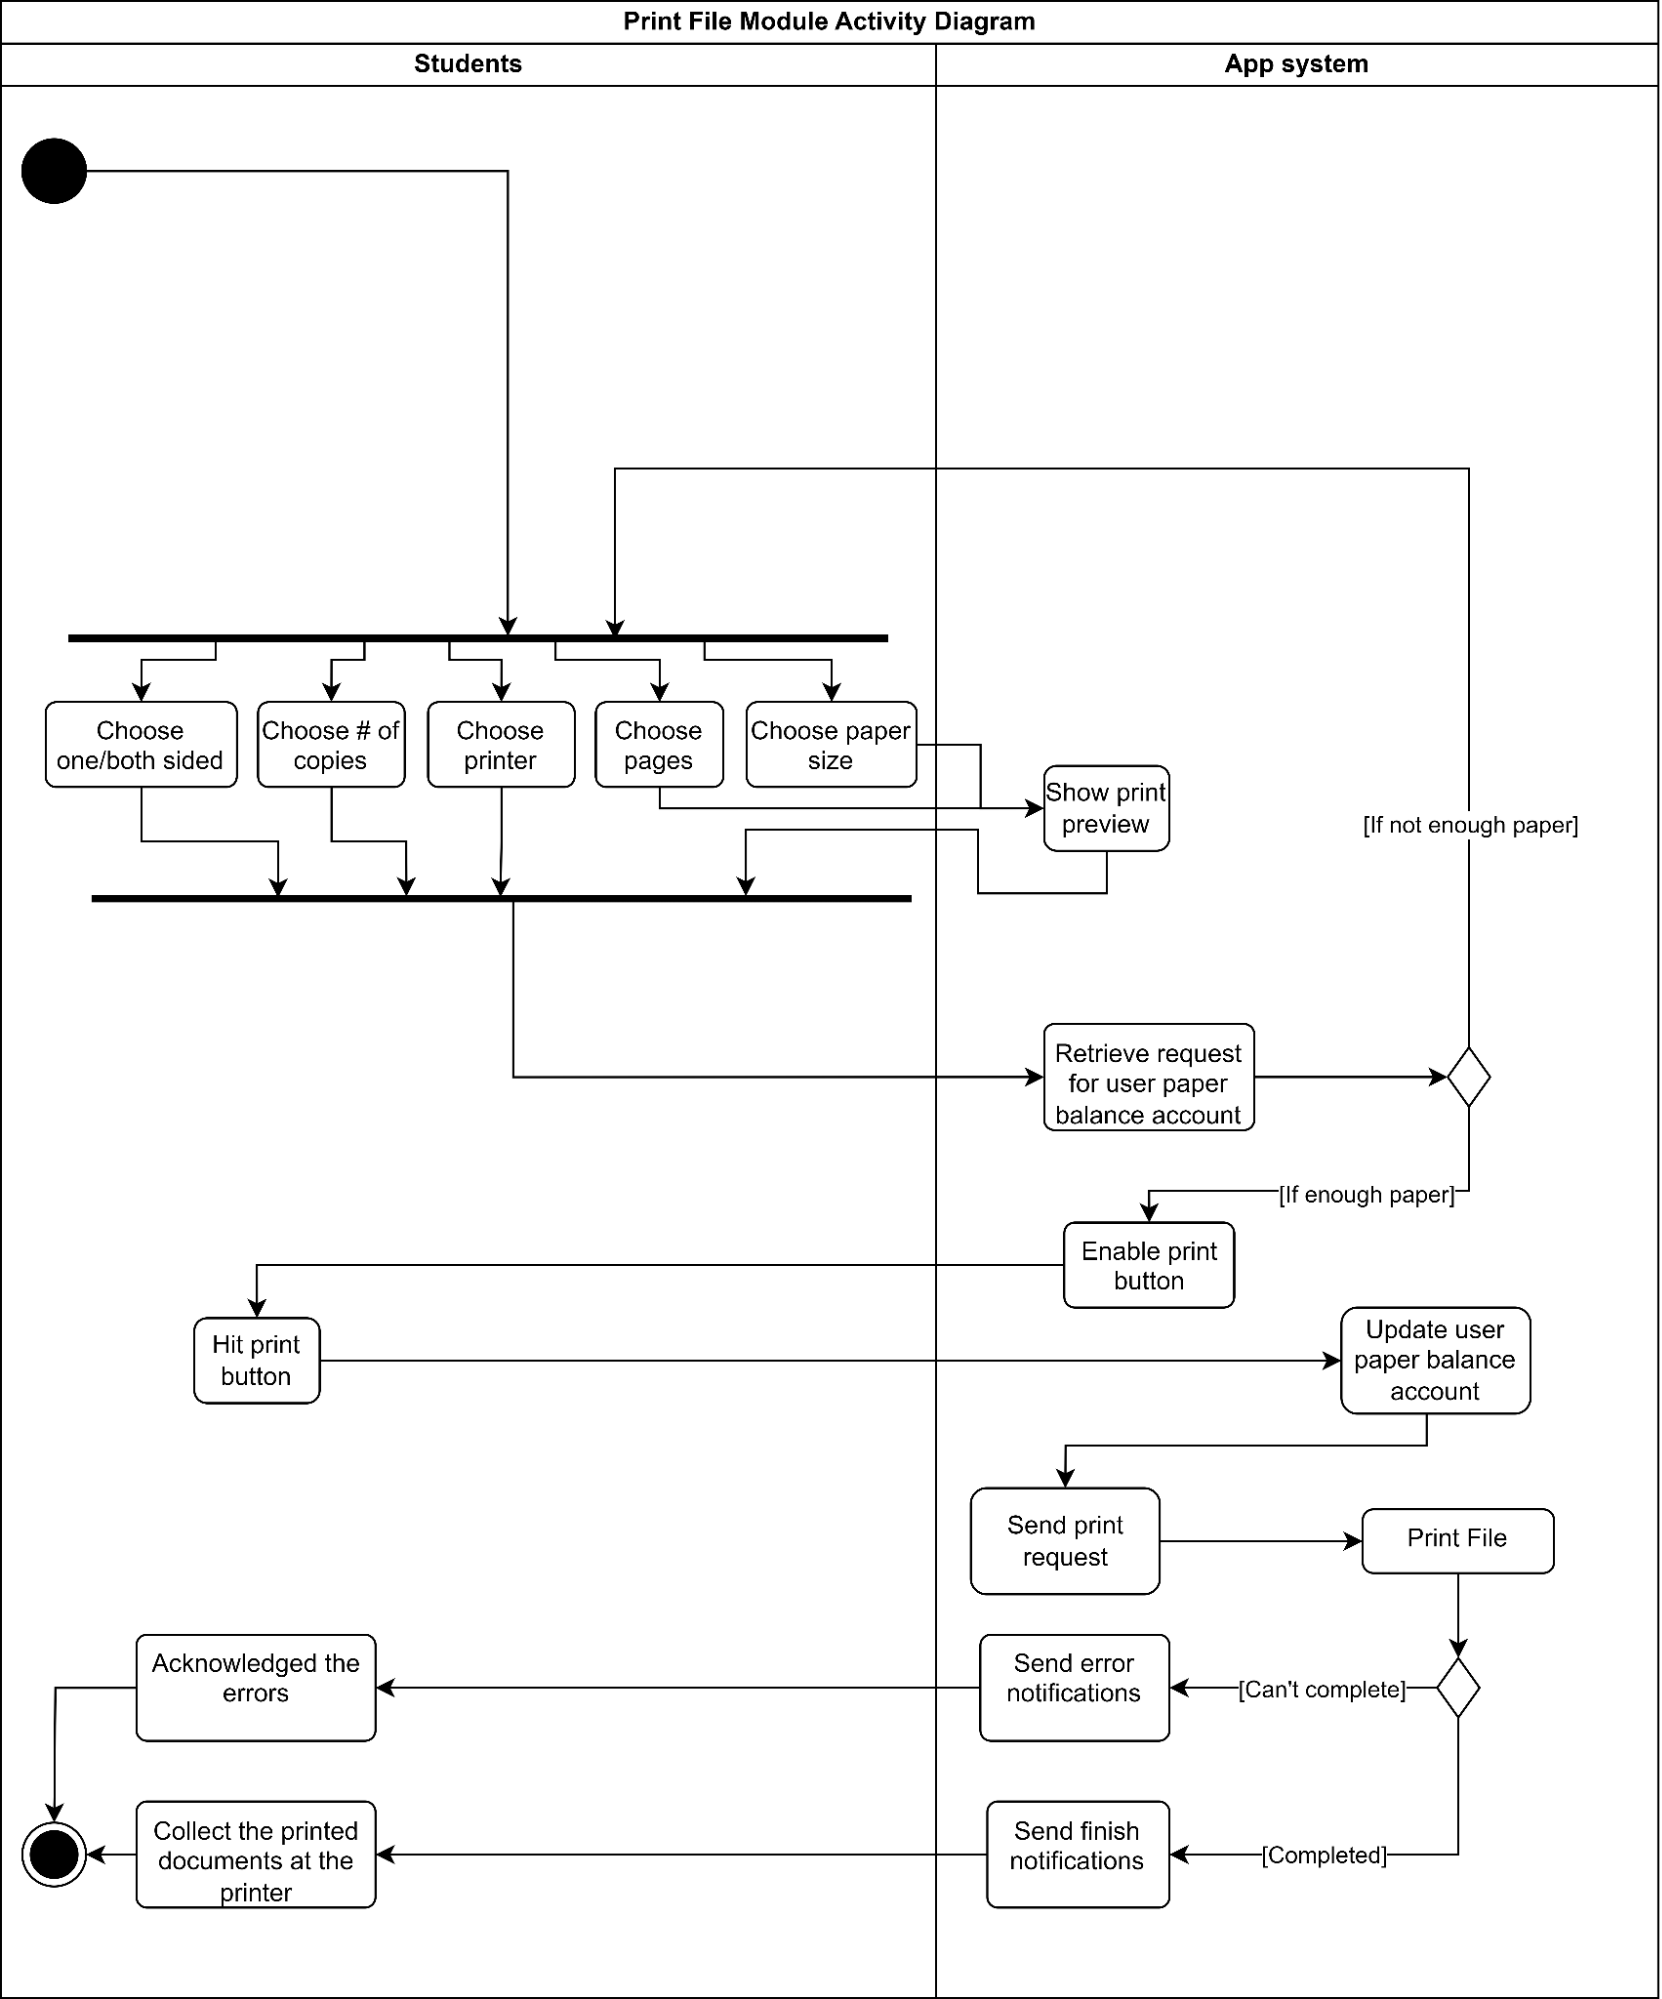 Print File Module Activity Diagram
Students
App system
Choose
one/both sided
Choose # of
copies
Choose
printer
Choose
pages
Choose paper
size
Show print
preview
[If not enough paper]
Retrieve request
for user paper
balance account
[If enough paper]
Enable print
button
Hit print
button
Update user
paper balance
account
Send print
request
Print File
Acknowledged the
errors
Send error
notifications
[Can't complete]
Collect the printed
documents at the
printer
Send finish
notifications
[Completed]